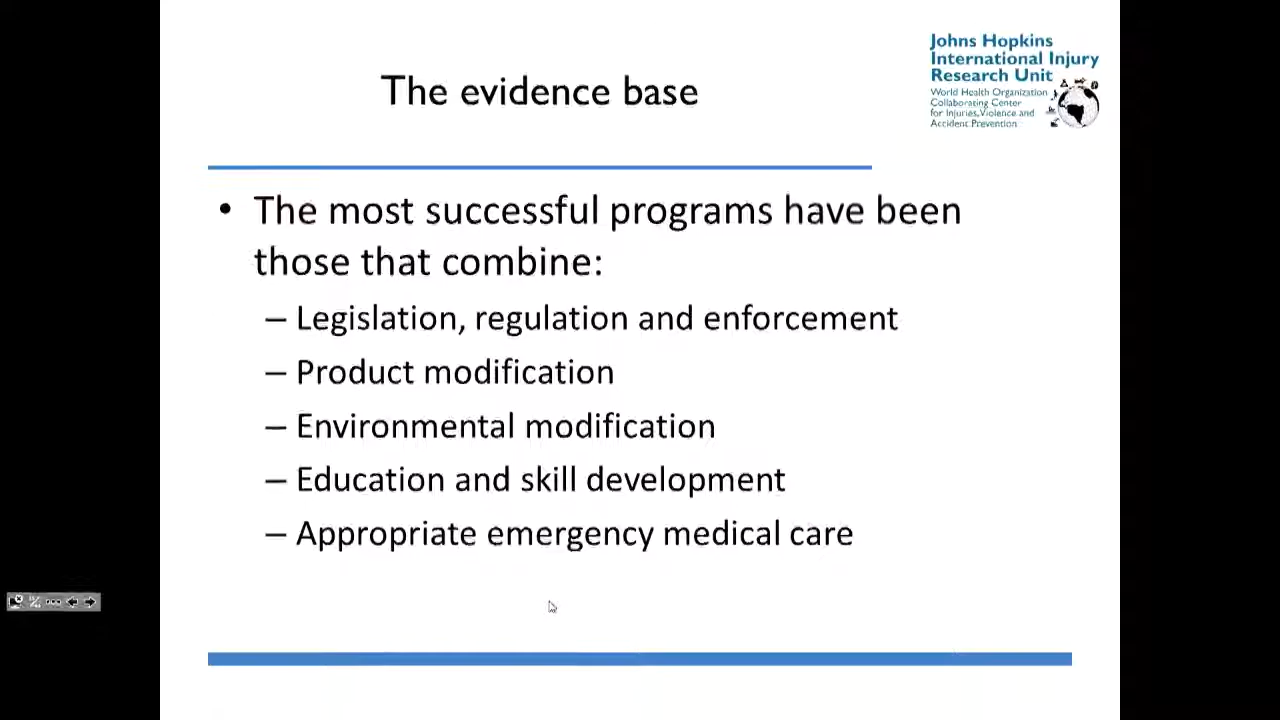 The evidence base
Johns Hopkins
International Injury
Research Unit
World Health Organization
Collaborating Center
for Injuries, Violence and
Accident Prevention
• The most successful programs have been
those that combine:
– Legislation, regulation and enforcement
– Product modification
– Environmental modification
– Education and skill development
– Appropriate emergency medical care